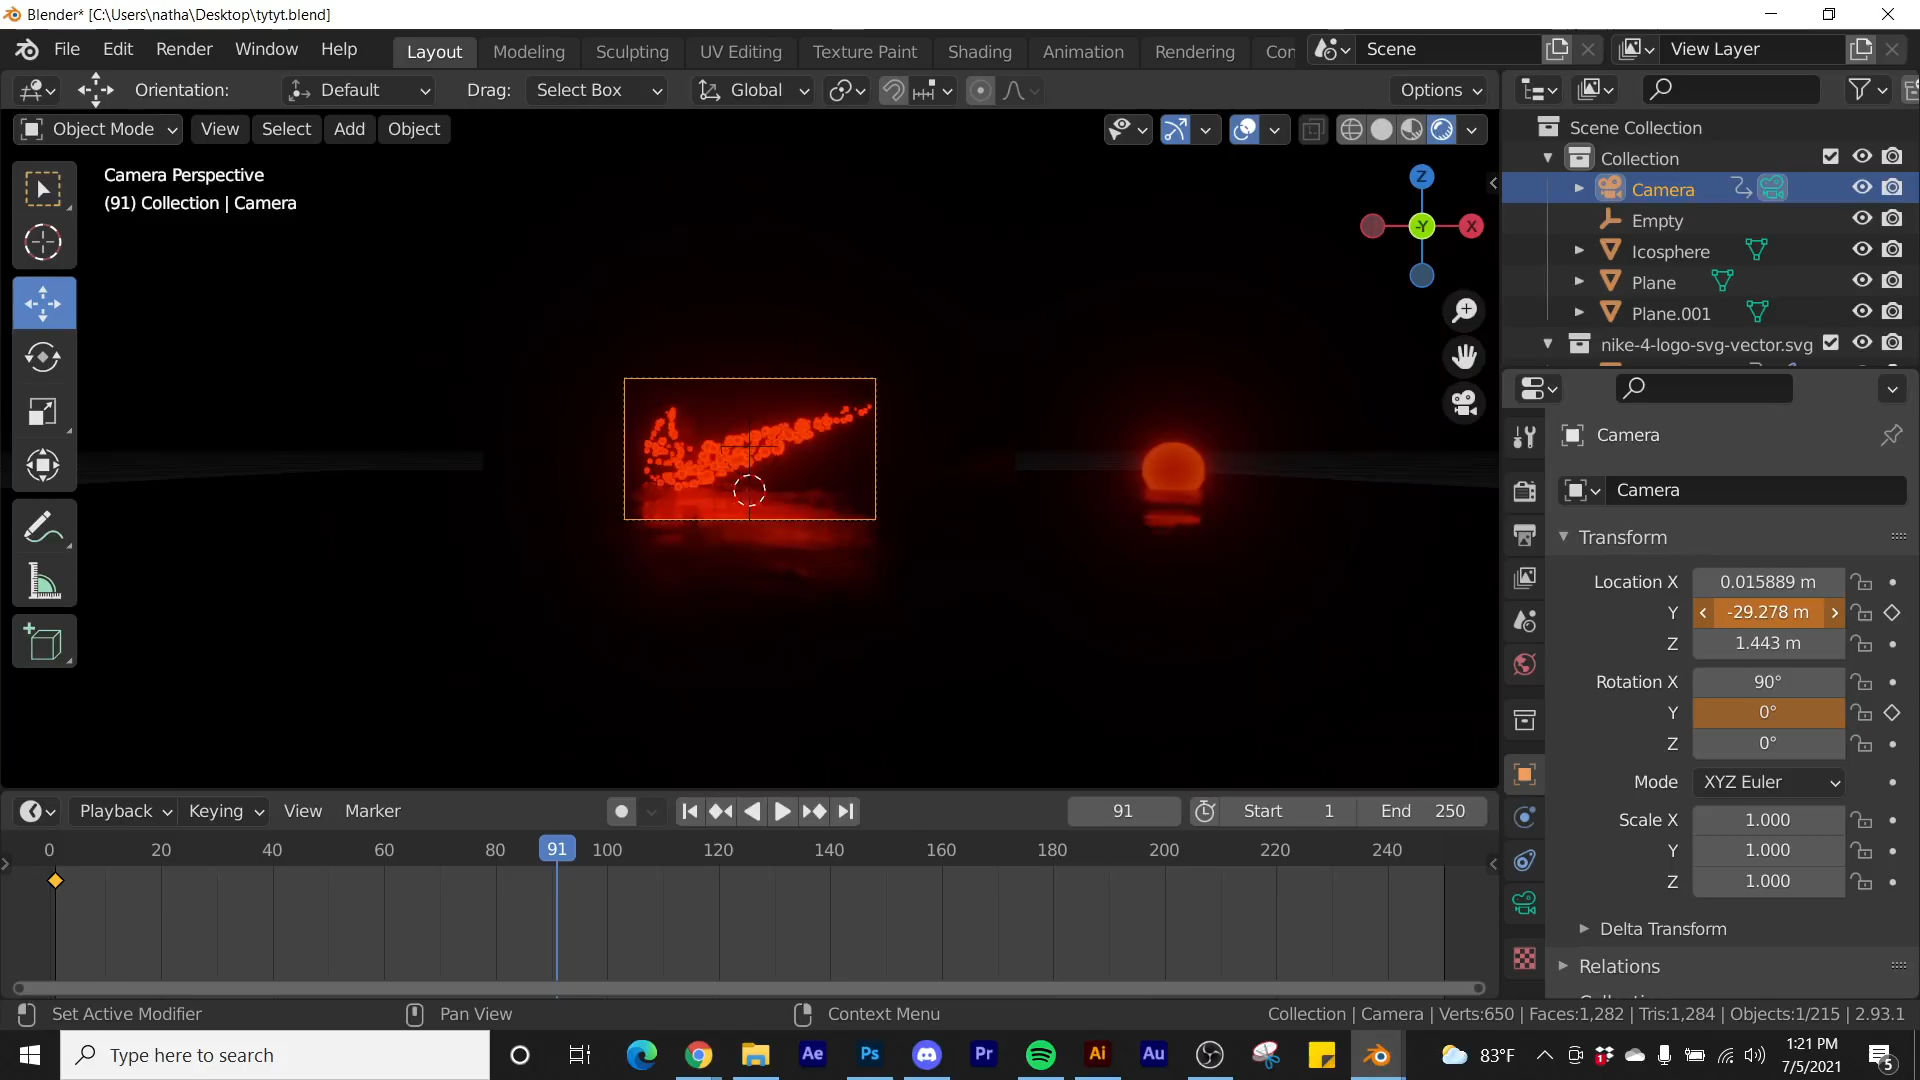 Blender* [C:\Users\natha\Desktop\tytyt.blend]
File Edit Render Window Help
Layout Modeling Sculpting UV Editing Texture Paint Shading Animation Rendering Con
Scene
View Layer
Orientation: Default Drag: Select Box Global Options
Object Mode View Select Add Object
Camera Perspective
(91) Collection | Camera
Z
-Y
X
Scene Collection
Collection
Camera
Empty
Icosphere
Plane
Plane.001
nike-4-logo-svg-vector.svg
Camera
Camera
Transform
Location X 0.015889 m
Y -29.278 m
Z 1.443 m
Rotation X 90°
Y 0°
Z 0°
Mode XYZ Euler
Scale X 1.000
Y 1.000
Z 1.000
Delta Transform
Relations
Playback Keying View Marker 91 Start 1 End 250
0 20 40 60 80 91 100 120 140 160 180 200 220 240
Set Active Modifier Pan View Context Menu
Collection | Camera | Verts:650 | Faces:1,282 | Tris:1,284 | Objects:1/215 | 2.93.1
Type here to search
Ae Ps Pr Ai Au
83°F
1:21 PM
7/5/2021
5